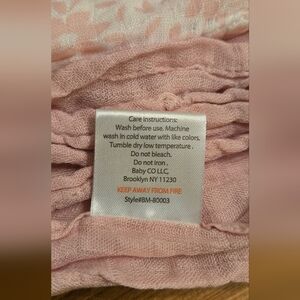 Care Instructions:
Wash before use. Machine
wash in cold water with like colors,
Tumble dry low temperature.
Do not bleach.
Do not iron.
Baby CO LLC,
Brooklyn NY 11230
KEEP AWAY FROM FIRE
Style#BM-80003